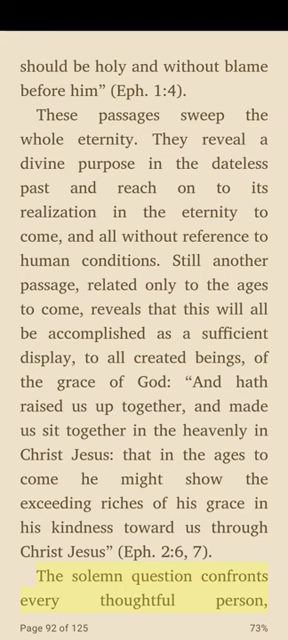 should be holy and without blame
before him” (Eph. 1:4).
These passages sweep the
whole eternity. They reveal a
divine purpose in the dateless
past and reach on to its
realization in the eternity to
come, and all without reference to
human conditions. Still another
passage, related only to the ages
to come, reveals that this will all
be accomplished as a sufficient
display, to all created beings, of
the grace of God: “And hath
raised us up together, and made
us sit together in the heavenly in
Christ Jesus: that in the ages to
come he might show the
exceeding riches of his grace in
his kindness toward us through
Christ Jesus” (Eph. 2:6, 7).
The solemn question confronts
every thoughtful person,
Page 92 of 125 73%